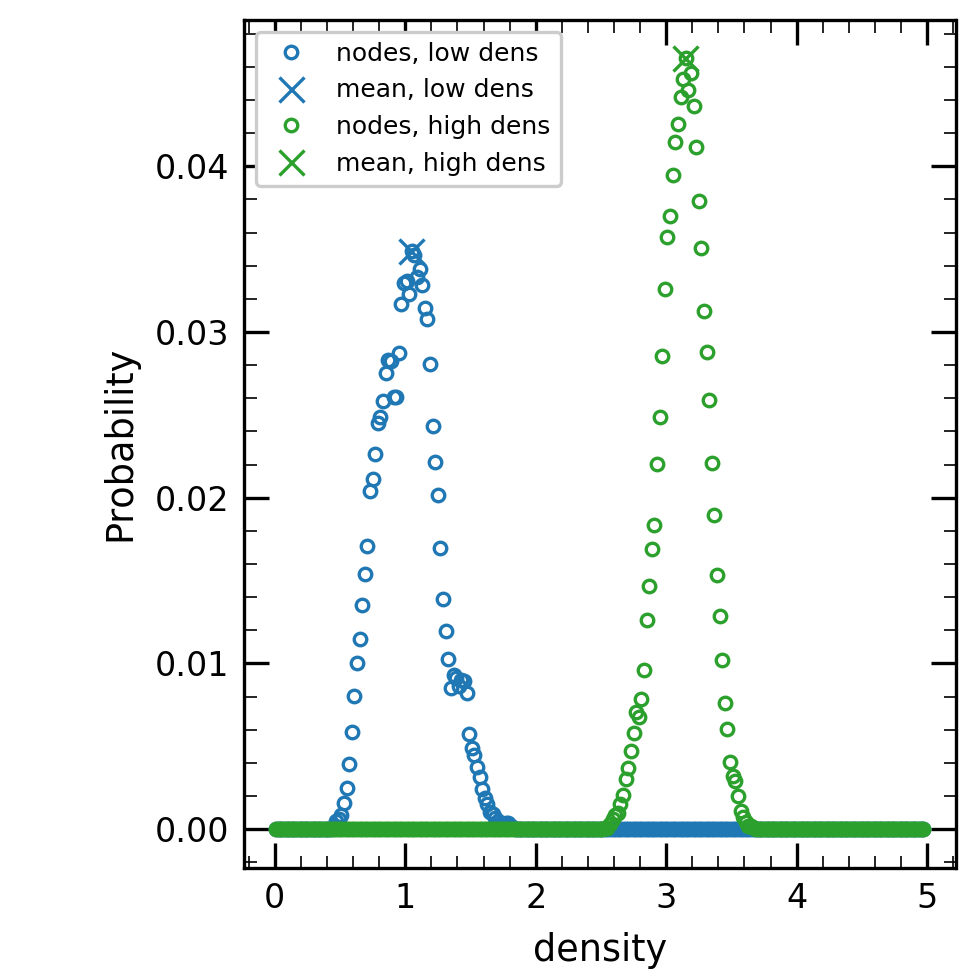 nodes, low dens
mean, low dens
nodes, high dens
mean, high dens
0.04
0.03
0.02
0.01
0.00
Probability
0 1 2 3 4 5
density